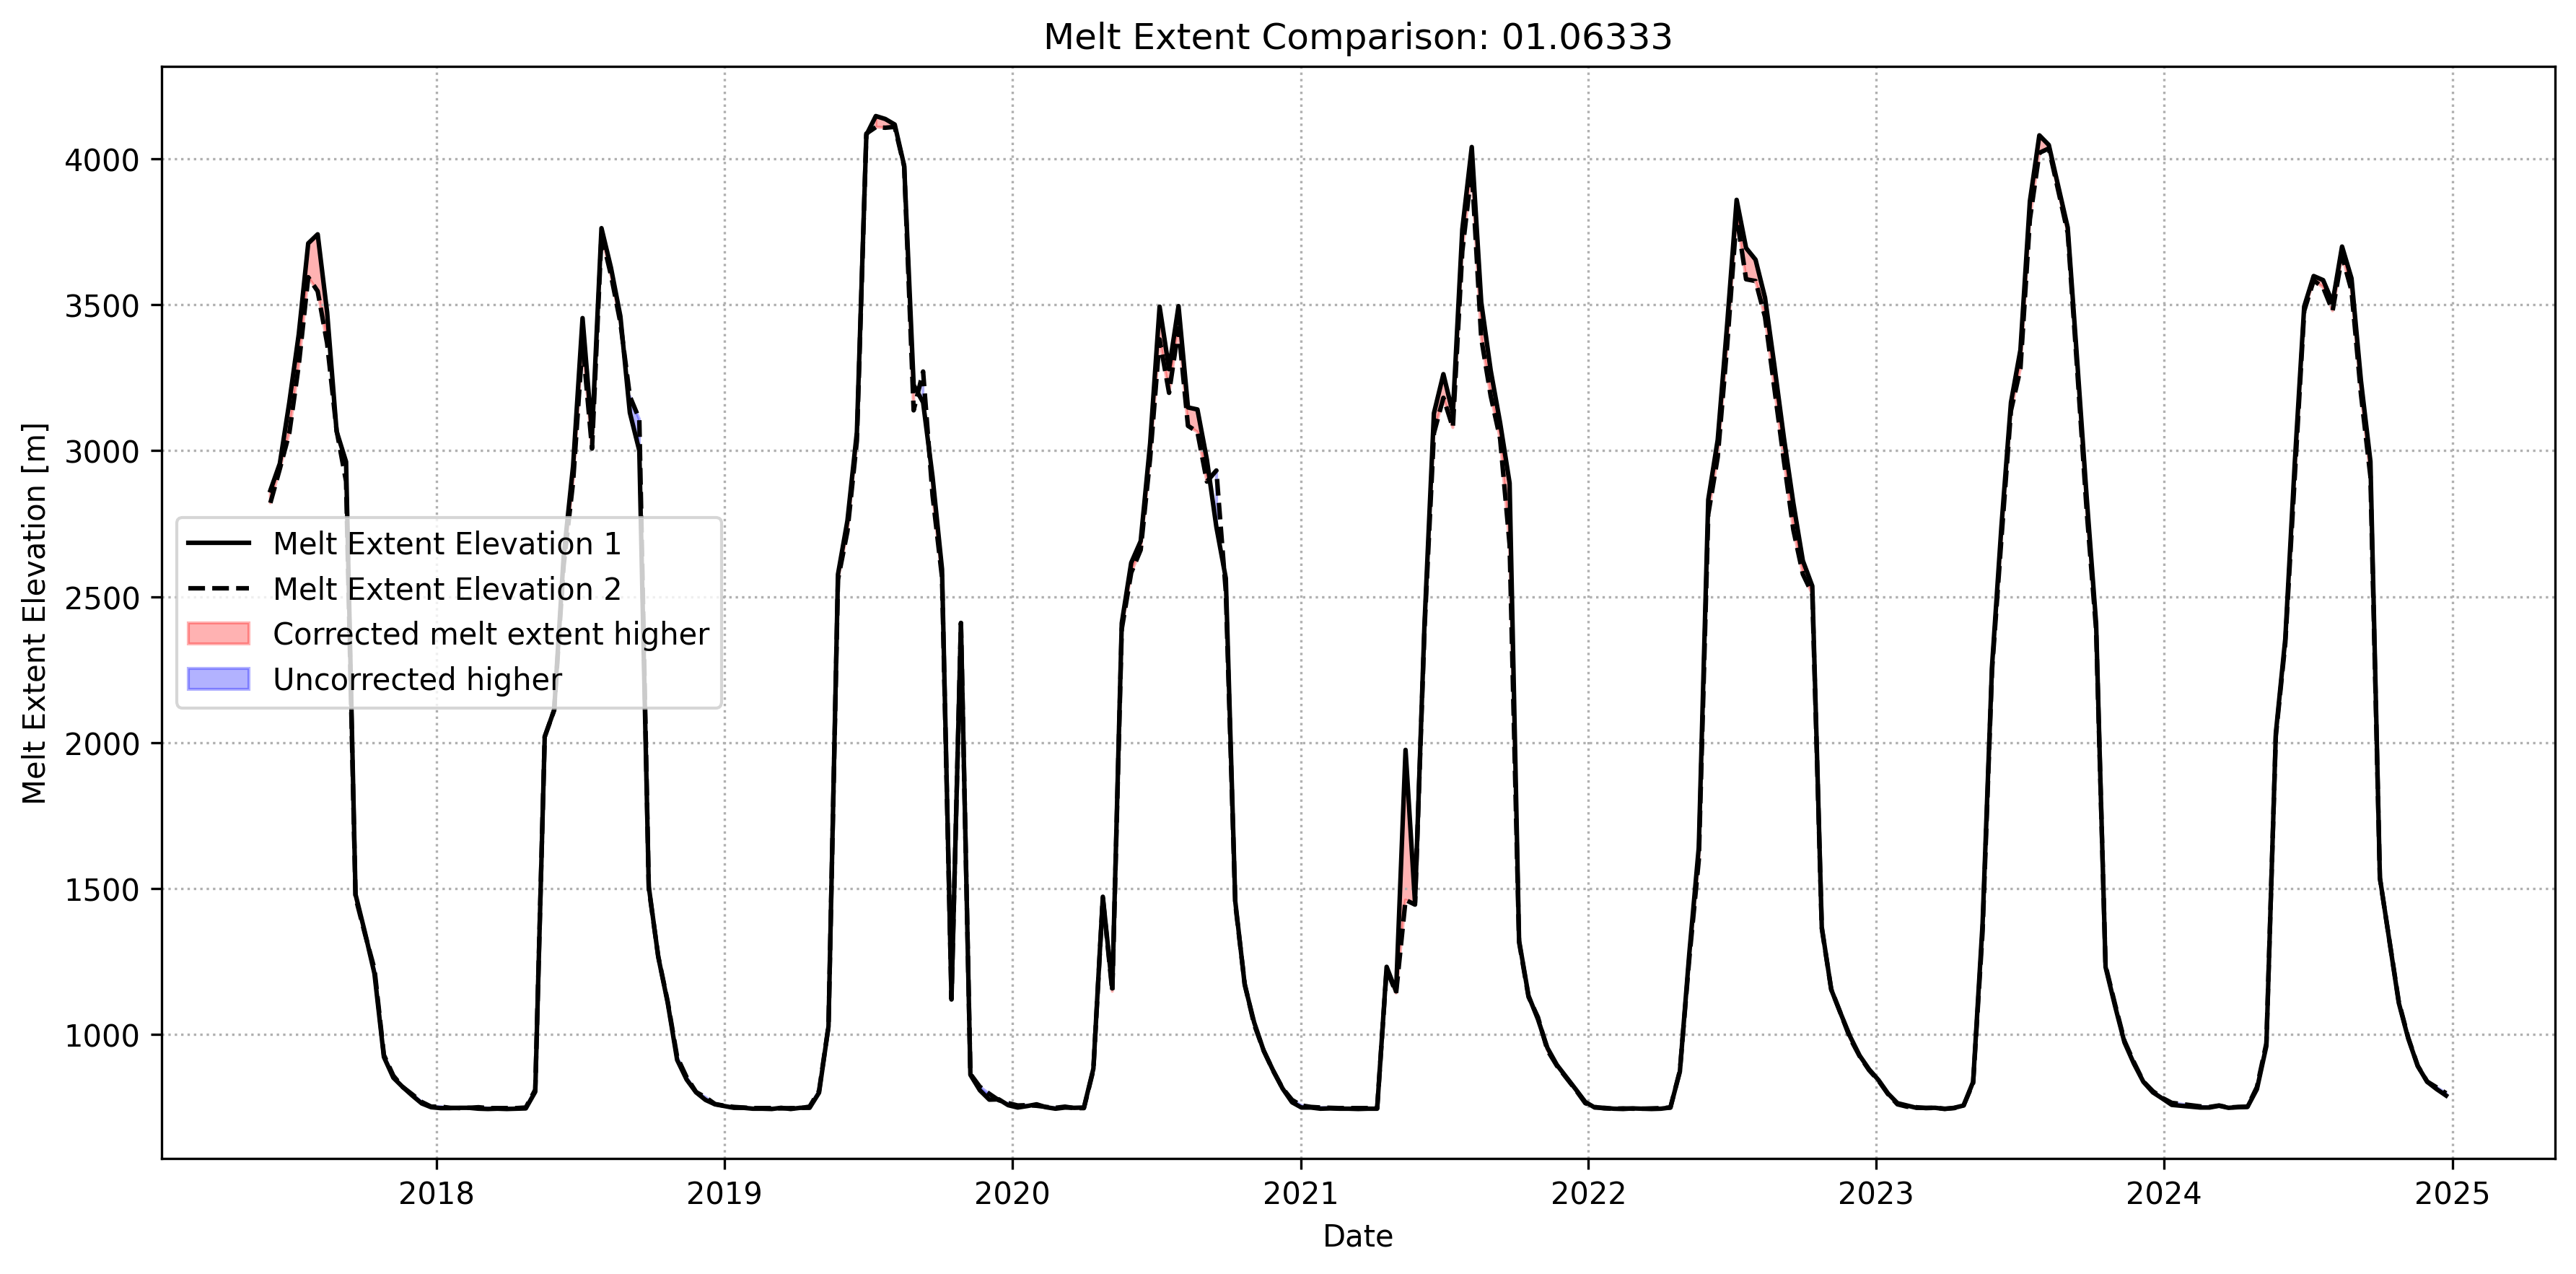 Melt Extent Comparison: 01.06333
Melt Extent Elevation [m]
4000
3500
3000
2500
2000
1500
1000
Melt Extent Elevation 1
Melt Extent Elevation 2
Corrected melt extent higher
Uncorrected higher
2018 2019 2020 2021 2022 2023 2024 2025
Date